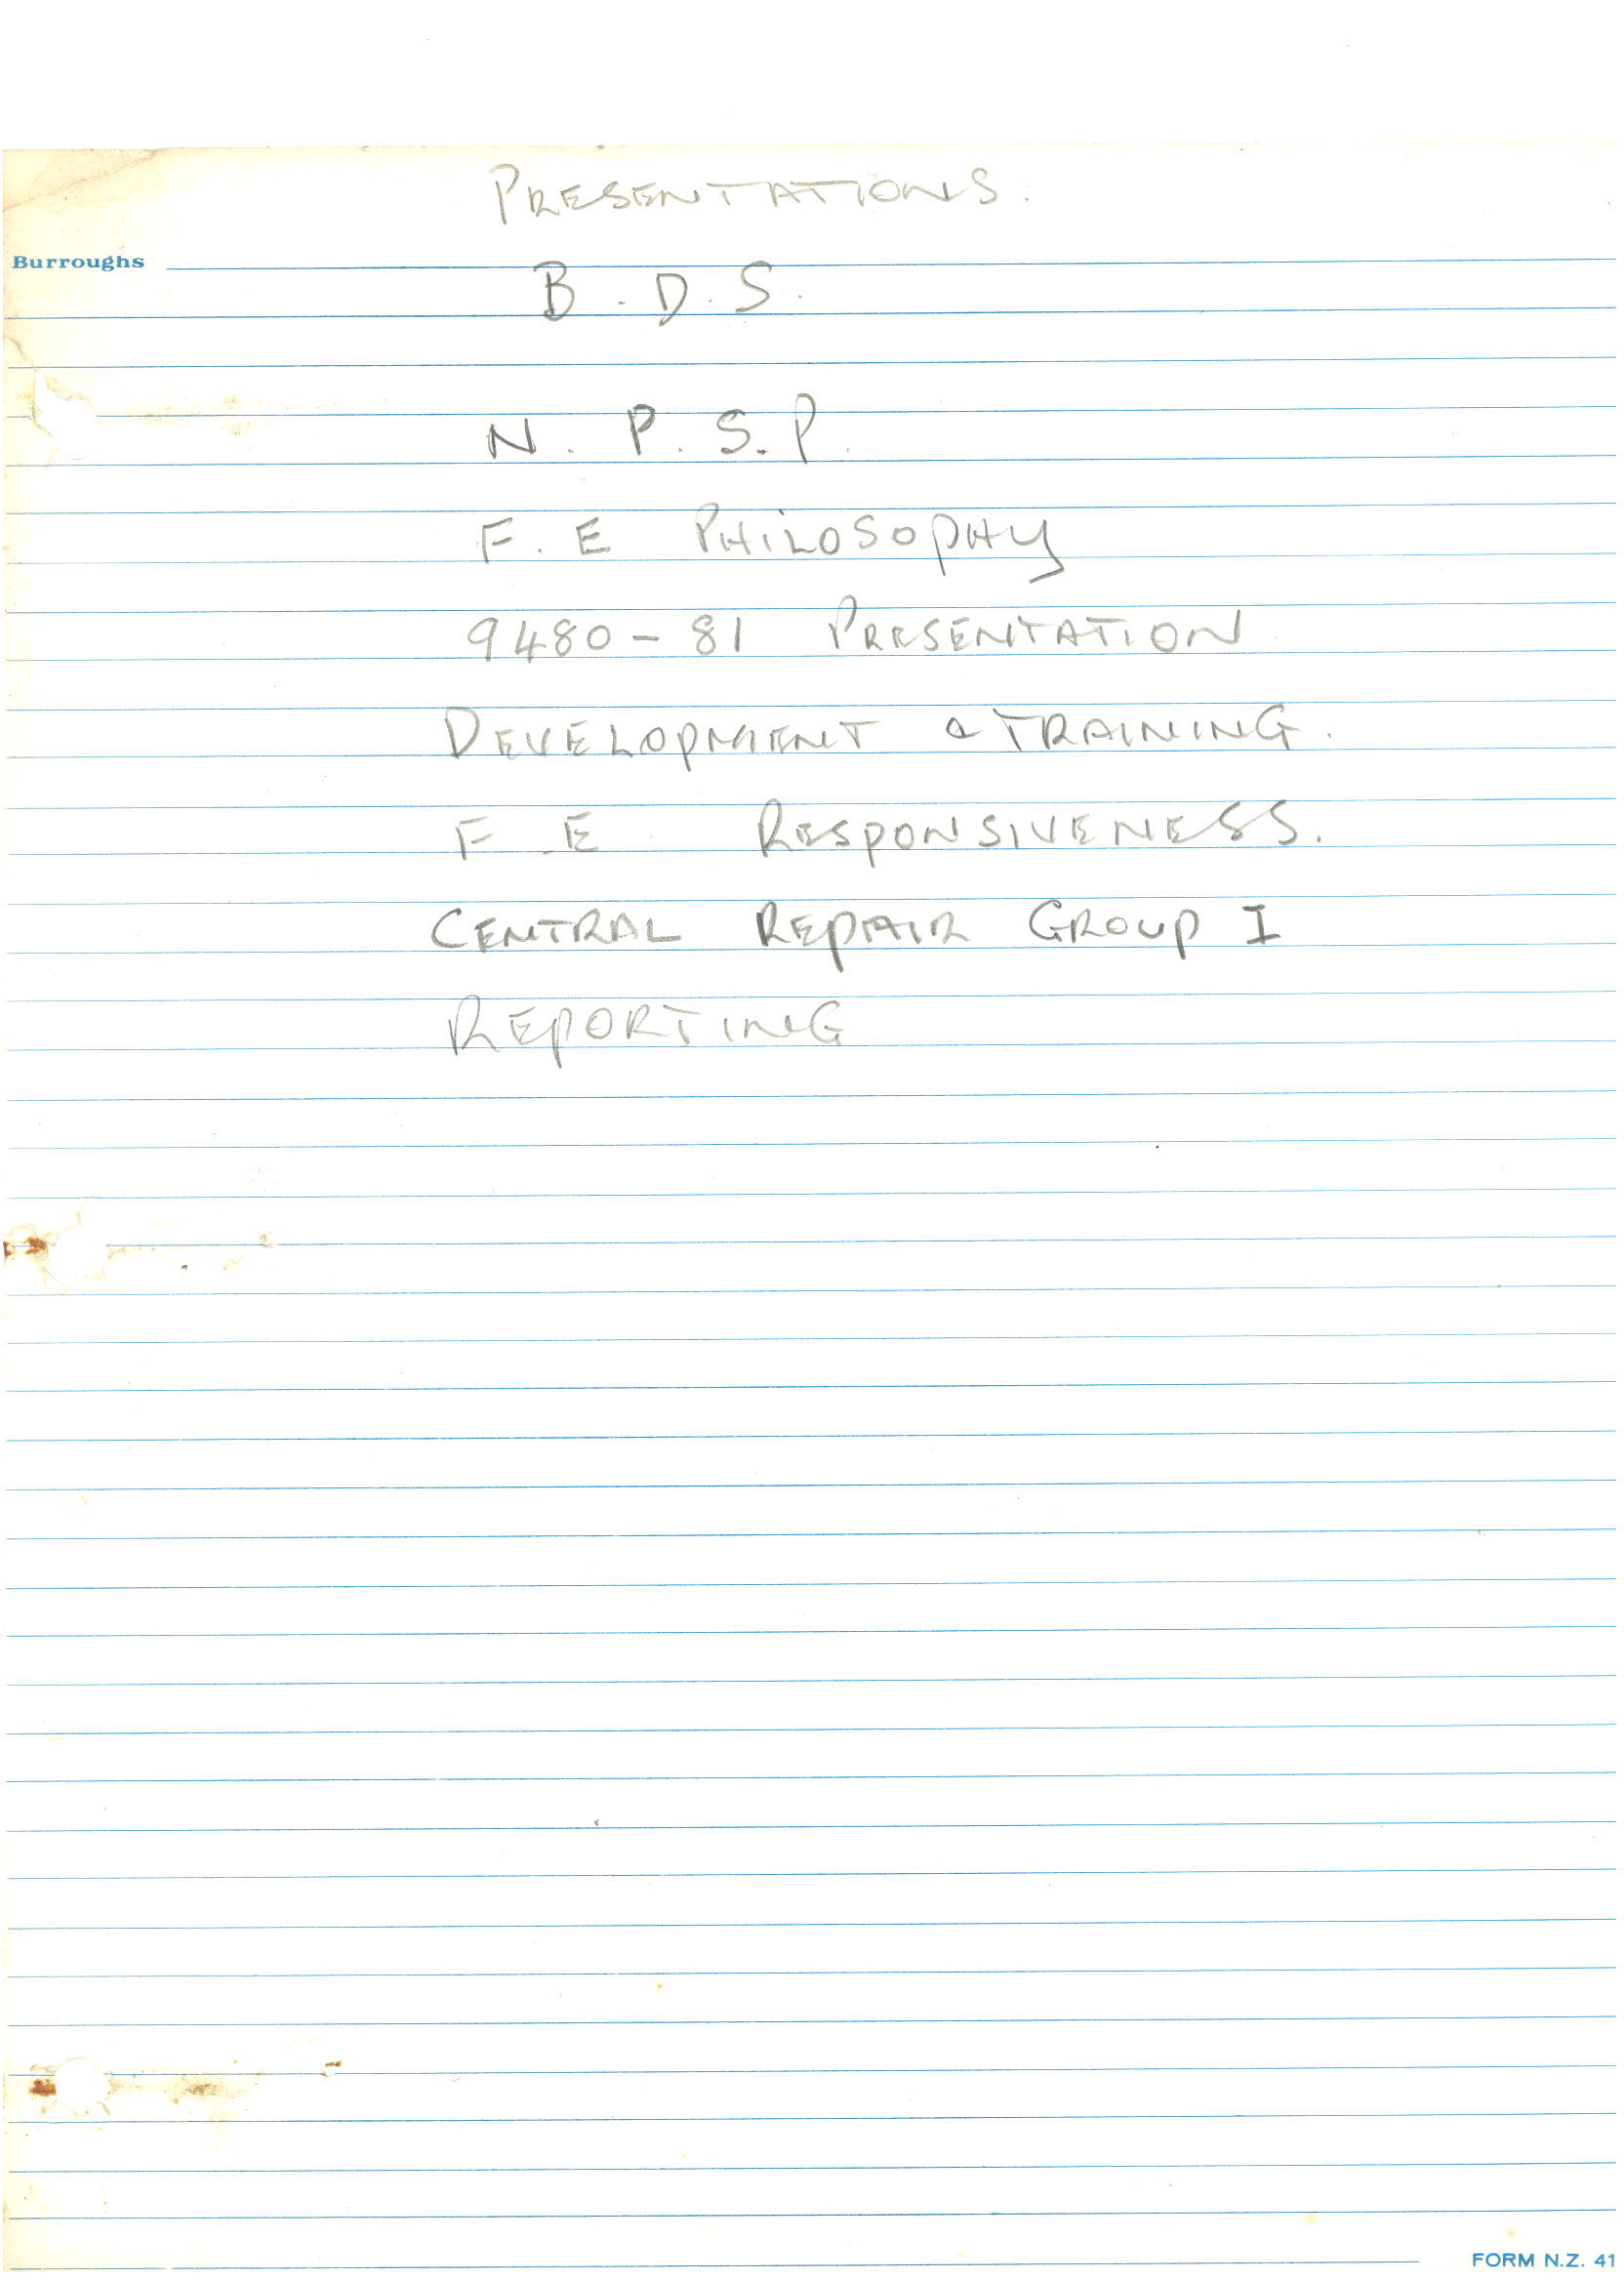 PRESENTATIONS.
Burroughs
B.D.S.
N.P.S.P.
F.E PHILOSOPHY
9480-81 PRESENTATION
DEVELOPMENT & TRAINING.
F.E. RESPONSIVENESS.
CENTRAL REPAIR GROUP I
REPORTING
FORM N.Z. 41